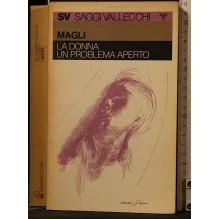 SV SAGGI VALLECCHI
MAGLI
LA DONNA
UN PROBLEMA APERTO